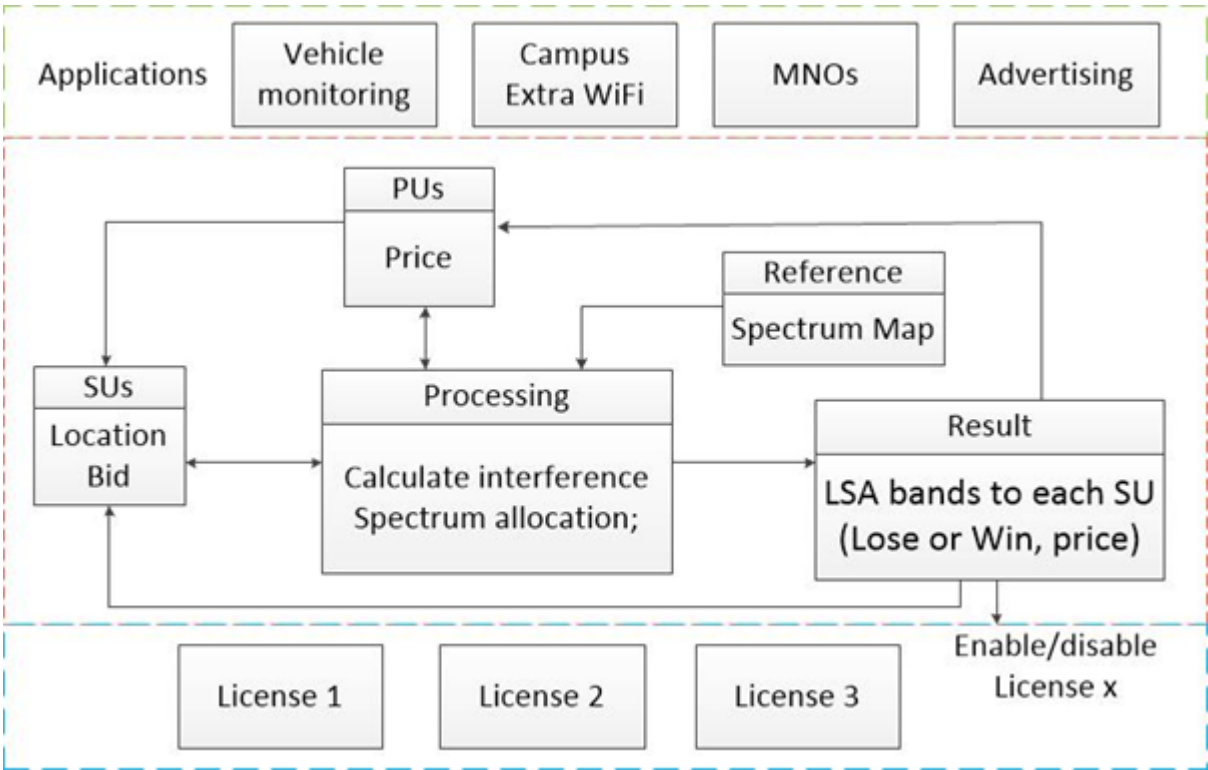 Applications
Vehicle
monitoring
Campus
Extra WiFi
MNOs
Advertising
PUs
Price
Reference
Spectrum Map
SUs
Location
Bid
Processing
Calculate interference
Spectrum allocation;
Result
LSA bands to each SU
(Lose or Win, price)
License 1
License 2
License 3
Enable/disable
License x